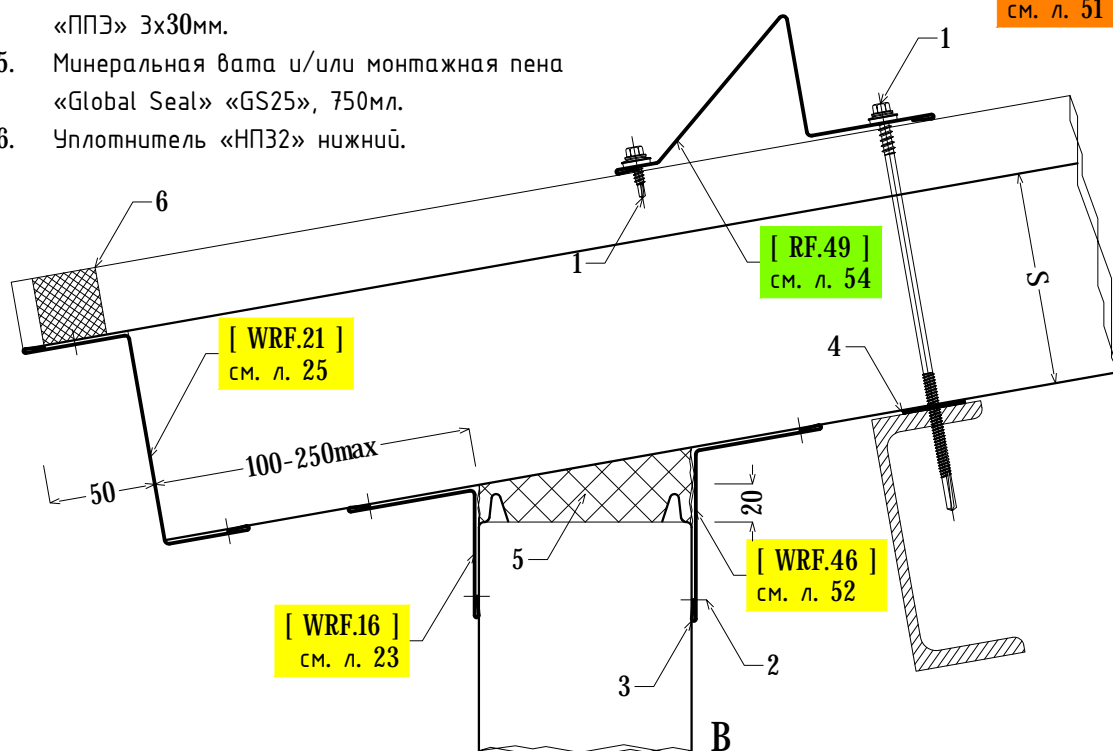 «ППЭ» 3х30мм.
см. л. 51
5. Минеральная вата и/или монтажная пена
«Global Seal» «GS25», 750мл.
6. Уплотнитель «НП32» нижний.
1
6
1
[ RF.49 ]
см. л. 54
S
[ WRF.21 ]
см. л. 25
4
100-250max
50
20
5
[ WRF.46 ]
см. л. 52
[ WRF.16 ]
см. л. 23
2
3
B